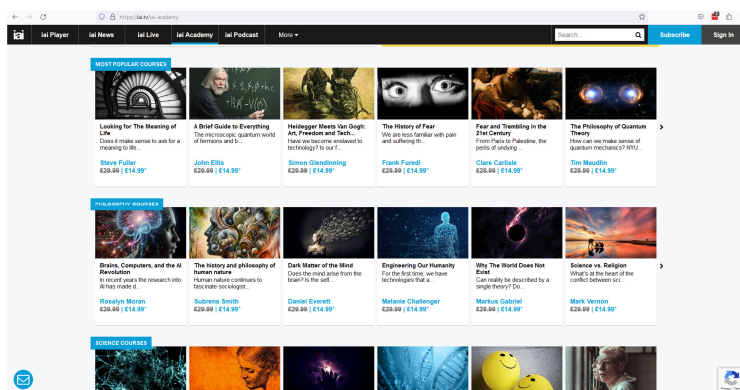 https://iai.tv/iai-academy
iai
iai Player
iai News
iai Live
iai Academy
iai Podcast
More
Search...
Subscribe
Sign In
MOST POPULAR COURSES
Looking for The Meaning of
Life
Does it make sense to ask for a
meaning to life...
Steve Fuller
£29.99 | £14.99*
A Brief Guide to Everything
The microscopic quantum world
of fermions and b...
John Ellis
£29.99 | £14.99*
Heidegger Meets Van Gogh:
Art, Freedom and Tech...
Have we become enslaved to
technology? Is our f...
Simon Glendinning
£29.99 | £14.99*
The History of Fear
We are less familiar with pain
and suffering th...
Frank Furedi
£29.99 | £14.99*
Fear and Trembling in the
21st Century
From Paris to Palestine, the
perils of undying ...
Clare Carlisle
£29.99 | £14.99*
The Philosophy of Quantum
Theory
How can we make sense of
quantum mechanics? NYU...
Tim Maudlin
£29.99 | £14.99*
PHILOSOPHY COURSES
Brains, Computers, and the AI
Revolution
In recent years the research into
AI has made d...
Rosalyn Moran
£29.99 | £14.99*
The history and philosophy of
human nature
Human nature continues to
fascinate sociologist...
Subrena Smith
£29.99 | £14.99*
Dark Matter of the Mind
Does the mind arise from the
brain? Is the self...
Daniel Everett
£29.99 | £14.99*
Engineering Our Humanity
For the first time, we have
technologies that a...
Melanie Challenger
£29.99 | £14.99*
Why The World Does Not
Exist
Can reality be described by a
single theory? Do...
Markus Gabriel
£29.99 | £14.99*
Science vs. Religion
What's at the heart of the
conflict between sci...
Mark Vernon
£29.99 | £14.99*
SCIENCE COURSES